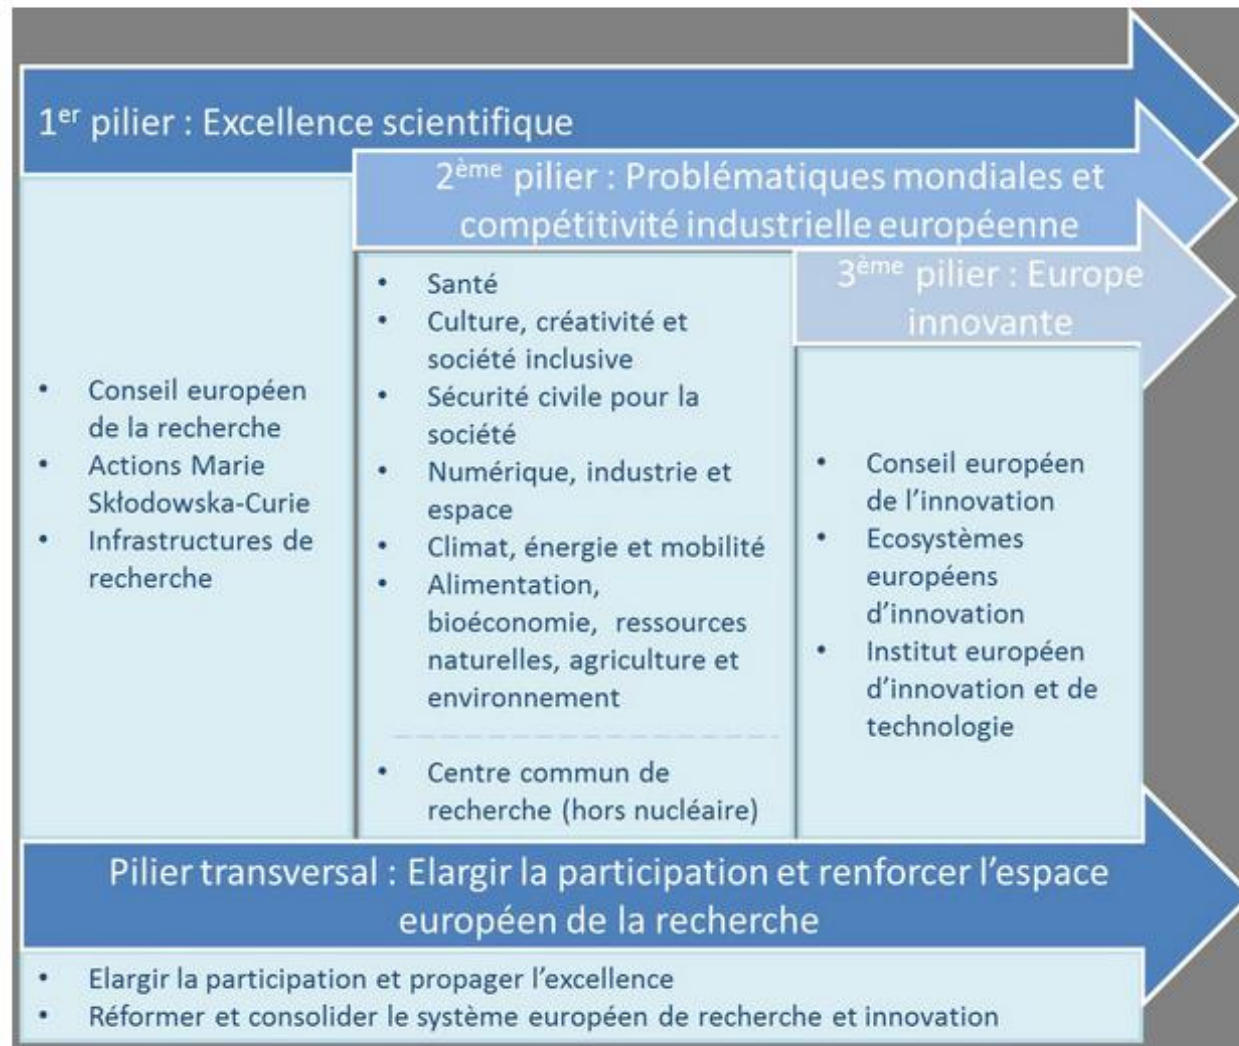 1er pilier : Excellence scientifique
2ème pilier : Problématiques mondiales et
compétitivité industrielle européenne
3ème pilier : Europe
innovante
• Conseil européen
de la recherche
• Actions Marie
Skłodowska-Curie
• Infrastructures de
recherche
• Santé
• Culture, créativité et
société inclusive
• Sécurité civile pour la
société
• Numérique, industrie et
espace
• Climat, énergie et mobilité
• Alimentation,
bioéconomie, ressources
naturelles, agriculture et
environnement
• Centre commun de
recherche (hors nucléaire)
• Conseil européen
de l’innovation
• Ecosystèmes
européens
d’innovation
• Institut européen
d’innovation et de
technologie
Pilier transversal : Elargir la participation et renforcer l’espace
européen de la recherche
• Elargir la participation et propager l’excellence
• Réformer et consolider le système européen de recherche et innovation